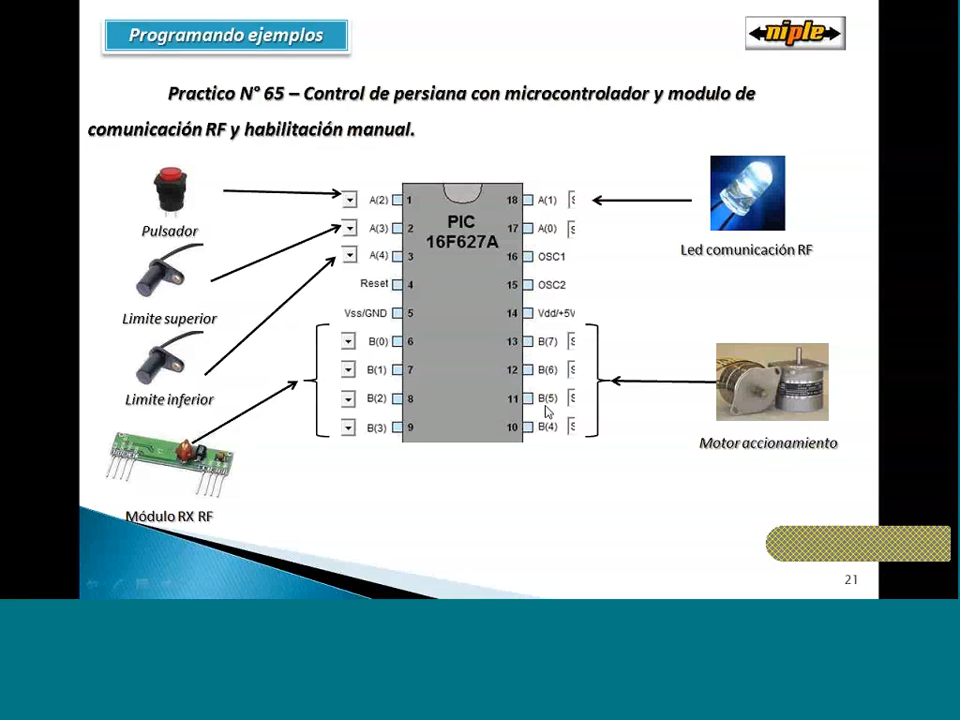 Programando ejemplos
niple
Practico N° 65 – Control de persiana con microcontrolador y modulo de
comunicación RF y habilitación manual.
Pulsador
Limite superior
Limite inferior
Módulo RX RF
PIC
16F627A
A(2) 1
A(3) 2
A(4) 3
Reset 4
Vss/GND 5
B(0) 6
B(1) 7
B(2) 8
B(3) 9
18 A(1) S
17 A(0) S
16 OSC1
15 OSC2
14 Vdd/+5V
13 B(7) S
12 B(6) S
11 B(5) S
10 B(4) S
Led comunicación RF
Motor accionamiento
21